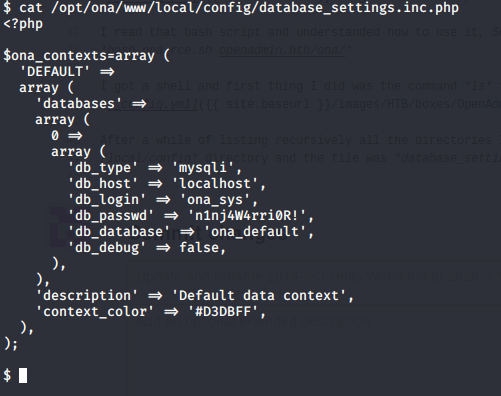 $ cat /opt/ona/www/local/config/database_settings.inc.php
<?php
$ona_contexts=array (
'DEFAULT' =>
array (
'databases' =>
array (
0 =>
array (
'db_type' => 'mysqli',
'db_host' => 'localhost',
'db_login' => 'ona_sys',
'db_passwd' => 'n1nj4W4rri0R!',
'db_database' => 'ona_default',
'db_debug' => false,
),
),
'description' => 'Default data context',
'context_color' => '#D3DBFF',
),
);
$